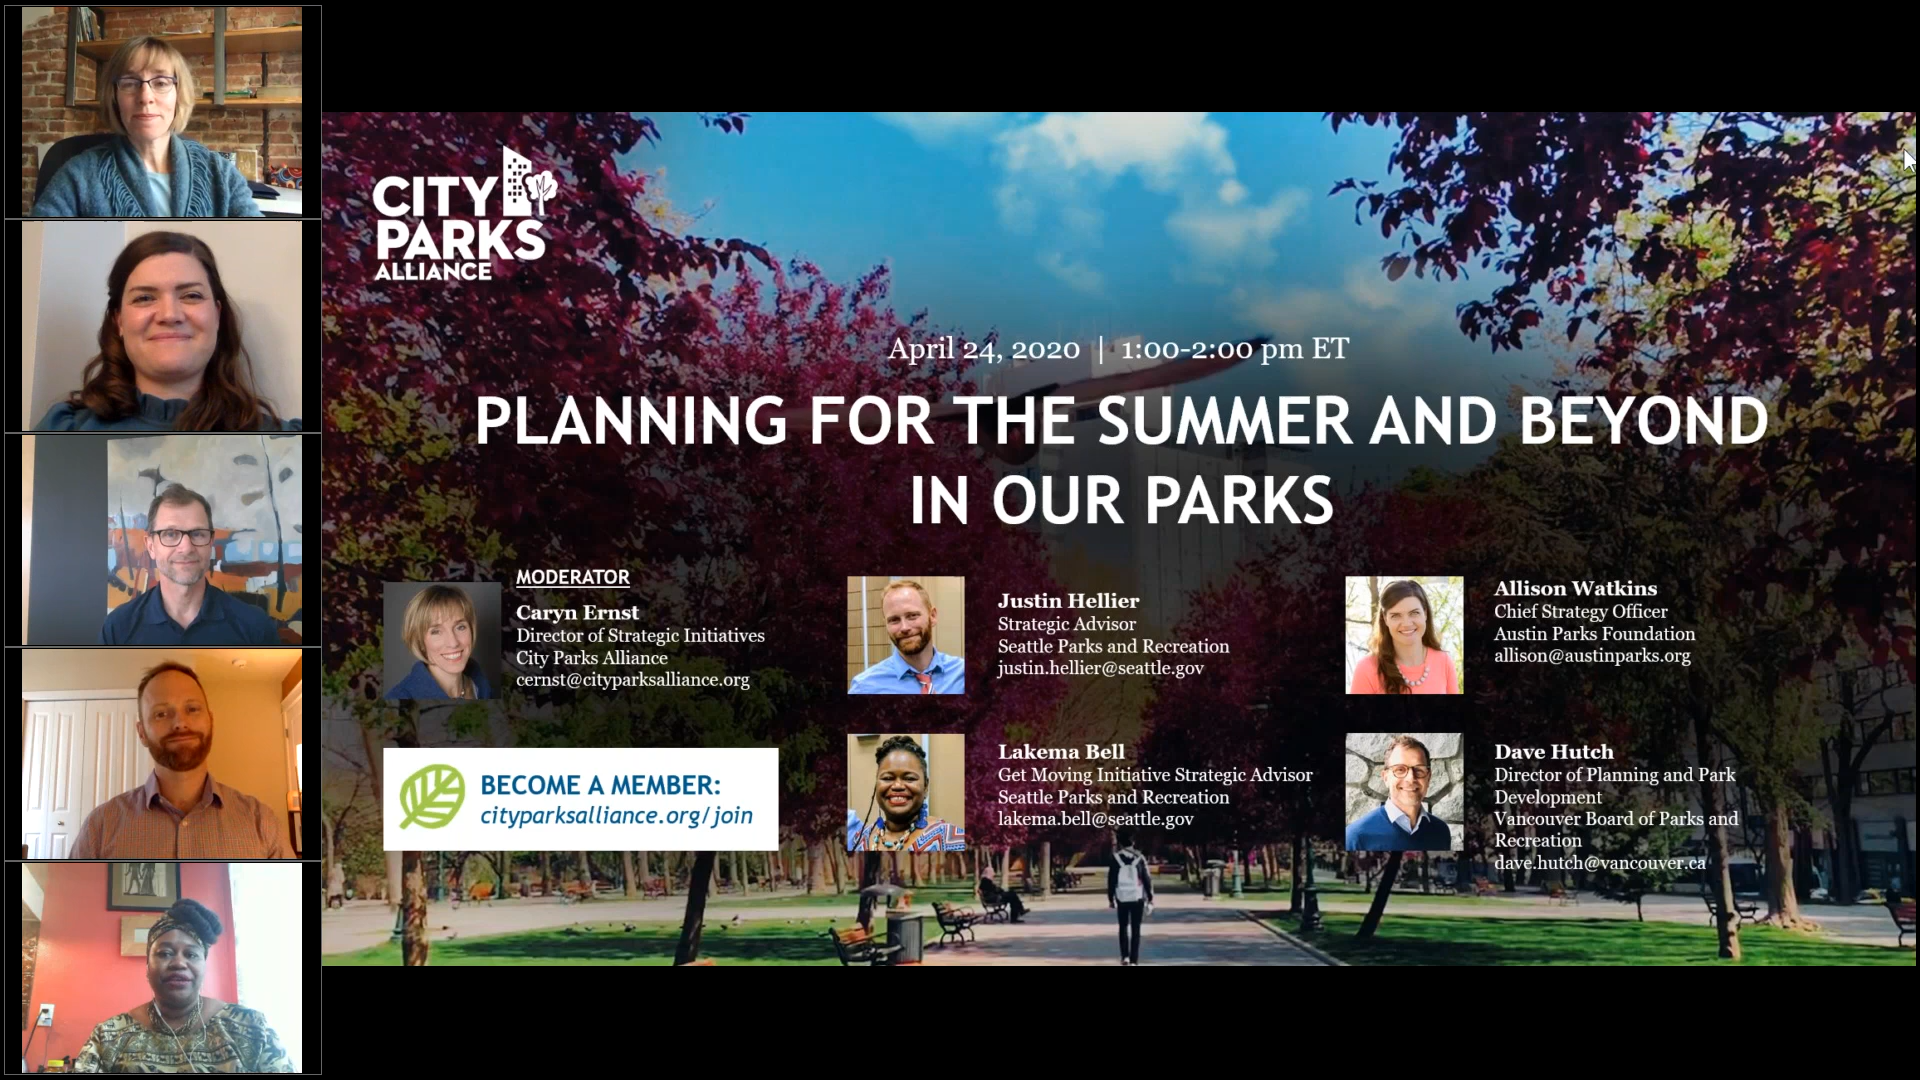 CITY
PARKS
ALLIANCE
April 24, 2020 | 1:00-2:00 pm ET
PLANNING FOR THE SUMMER AND BEYOND
IN OUR PARKS
MODERATOR
Caryn Ernst
Director of Strategic Initiatives
City Parks Alliance
cernst@cityparksalliance.org
Justin Hellier
Strategic Advisor
Seattle Parks and Recreation
justin.hellier@seattle.gov
Allison Watkins
Chief Strategy Officer
Austin Parks Foundation
allison@austinparks.org
BECOME A MEMBER:
cityparksalliance.org/join
Lakema Bell
Get Moving Initiative Strategic Advisor
Seattle Parks and Recreation
lakema.bell@seattle.gov
Dave Hutch
Director of Planning and Park
Development
Vancouver Board of Parks and
Recreation
dave.hutch@vancouver.ca